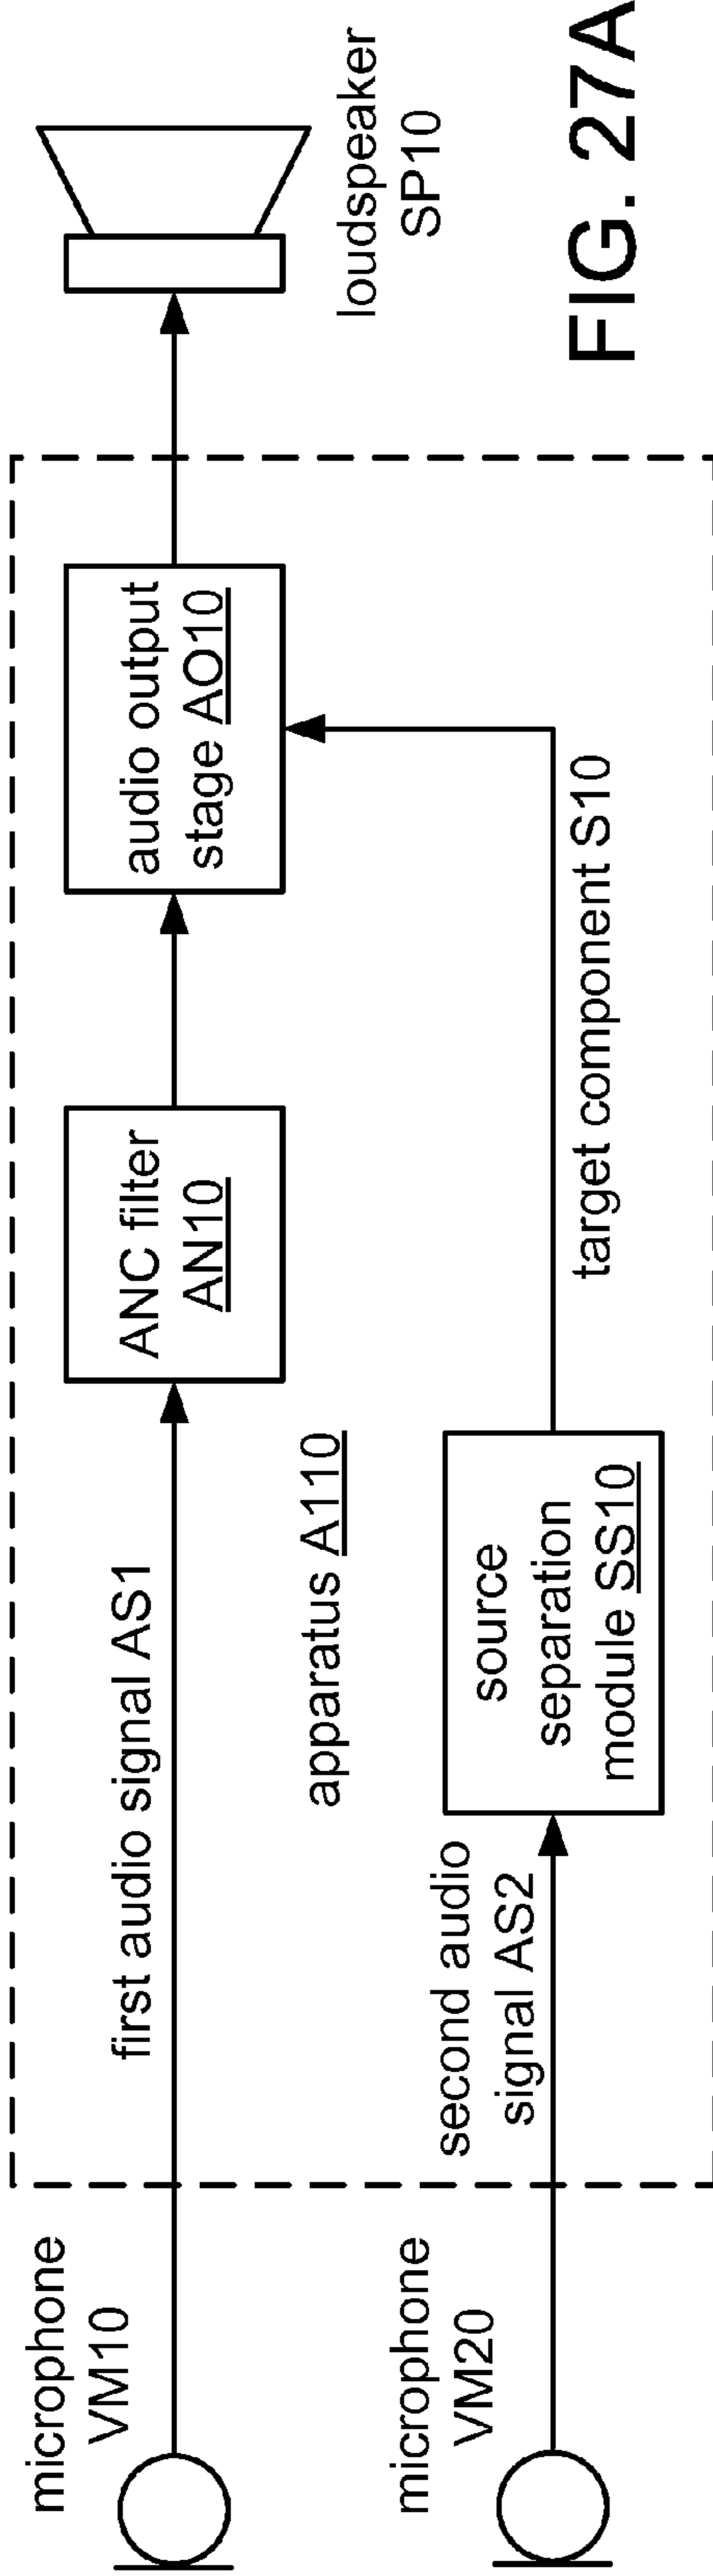 microphone
VM10
first audio signal AS1
ANC filter
AN10
audio output
stage AO10
loudspeaker
SP10
apparatus A110
microphone
VM20
second audio
signal AS2
source
separation
module SS10
target component S10
FIG. 27A